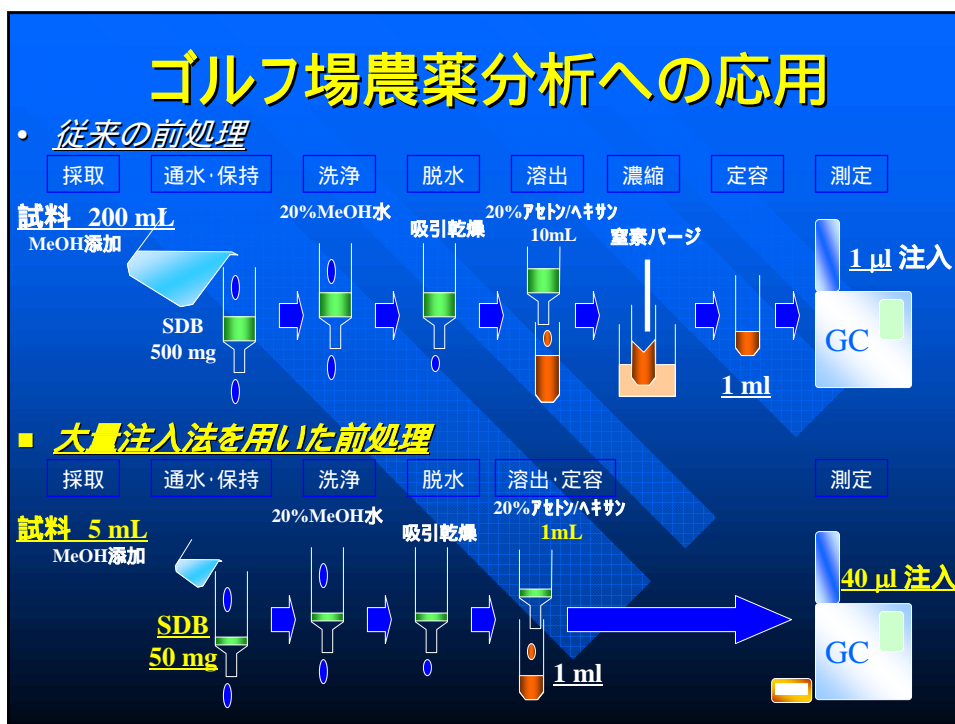 ゴルフ場農薬分析への応用
• 従来の前処理
採取 通水・保持 洗浄 脱水 溶出 濃縮 定容 測定
試料 200 mL
MeOH添加
20%MeOH水
吸引乾燥
20%アセトン/ヘキサン
10mL
窒素パージ
1 μl 注入
SDB
500 mg
GC
1 ml
■ 大量注入法を用いた前処理
採取 通水・保持 洗浄 脱水 溶出・定容 測定
試料 5 mL
MeOH添加
20%MeOH水
吸引乾燥
20%アセトン/ヘキサン
1mL
40 μl 注入
SDB
50 mg
GC
1 ml